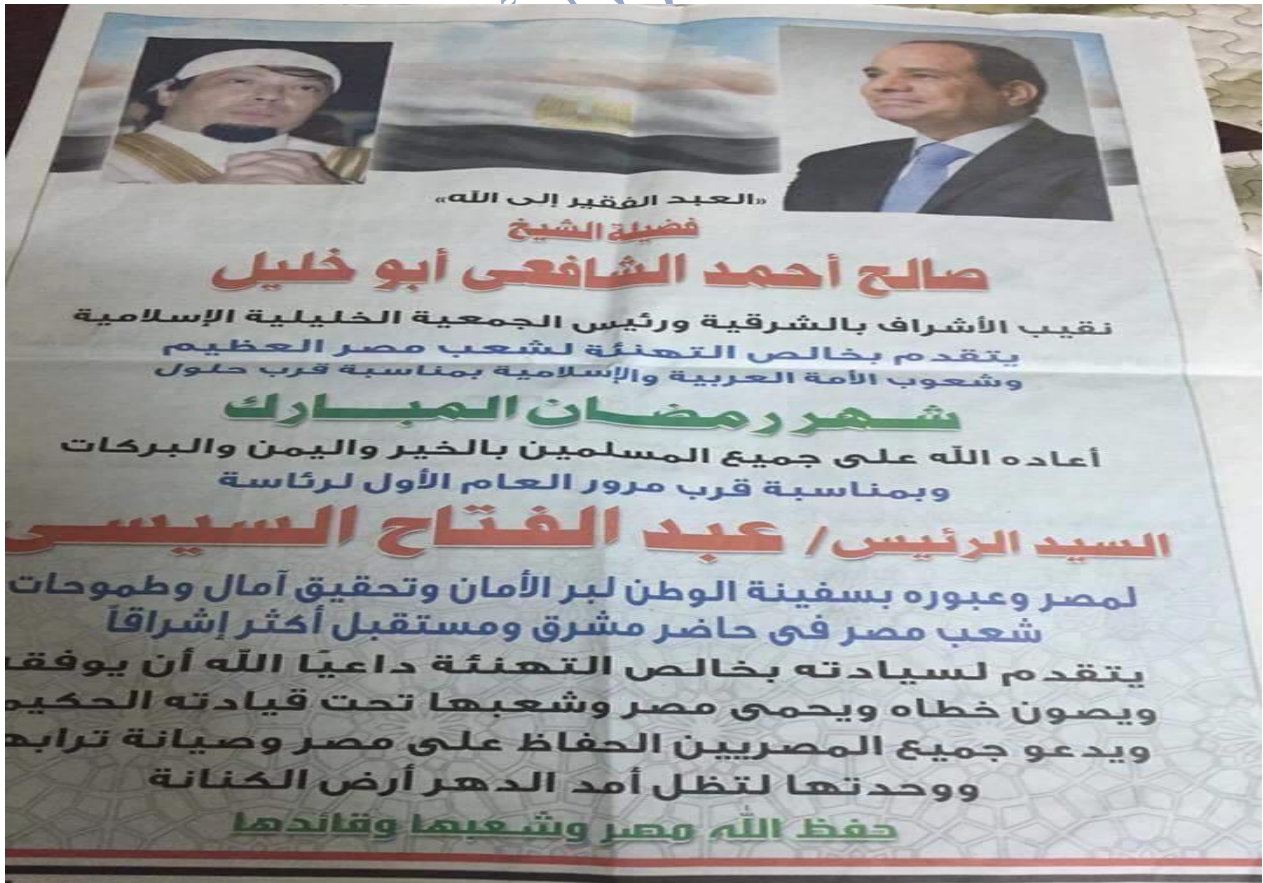 «العبد الفقير إلى الله»
فضيلة الشيخ
صالح أحمد الشافعى أبو خليل
نقيب الأشراف بالشرقية ورئيس الجمعية الخليلية الإسلامية
يتقدم بخالص التهنئة لشعب مصر العظيم
وشعوب الأمة العربية والإسلامية بمناسبة قرب حلول
شهر رمضان المبارك
أعاده الله على جميع المسلمين بالخير واليمن والبركات
وبمناسبة قرب مرور العام الأول لرئاسة
السيد الرئيس/ عبد الفتاح السيسى
لمصر وعبوره بسفينة الوطن لبر الأمان وتحقيق آمال وطموحات
شعب مصر فى حاضر مشرق ومستقبل أكثر إشراقاً
يتقدم لسيادته بخالص التهنئة داعيًا الله أن
ويصون خطاه ويحمى مصر وشعبها تحت قيادته
ويدعو جميع المصريين الحفاظ على مصر وصيانة
ووحدتها لتظل أمد الدهر أرض الكنانة
حفظ الله مصر وشعبها وقائدها